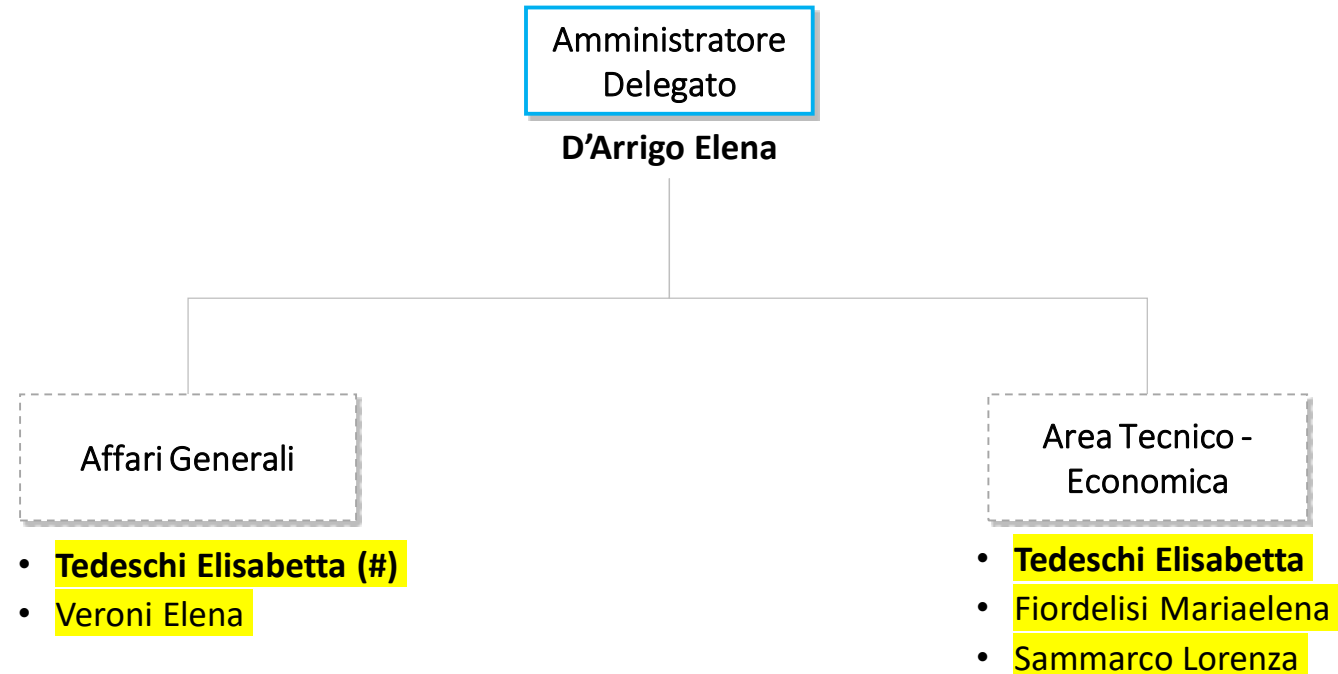 Amministratore
Delegato
D’Arrigo Elena
Affari Generali
• Tedeschi Elisabetta (#)
• Veroni Elena
Area Tecnico -
Economica
• Tedeschi Elisabetta
• Fiordelisi Mariaelena
• Sammarco Lorenza